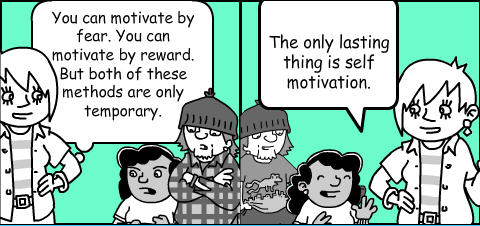 You can motivate by
fear. You can
motivate by reward.
But both of these
methods are only
temporary.
The only lasting
thing is self
motivation.